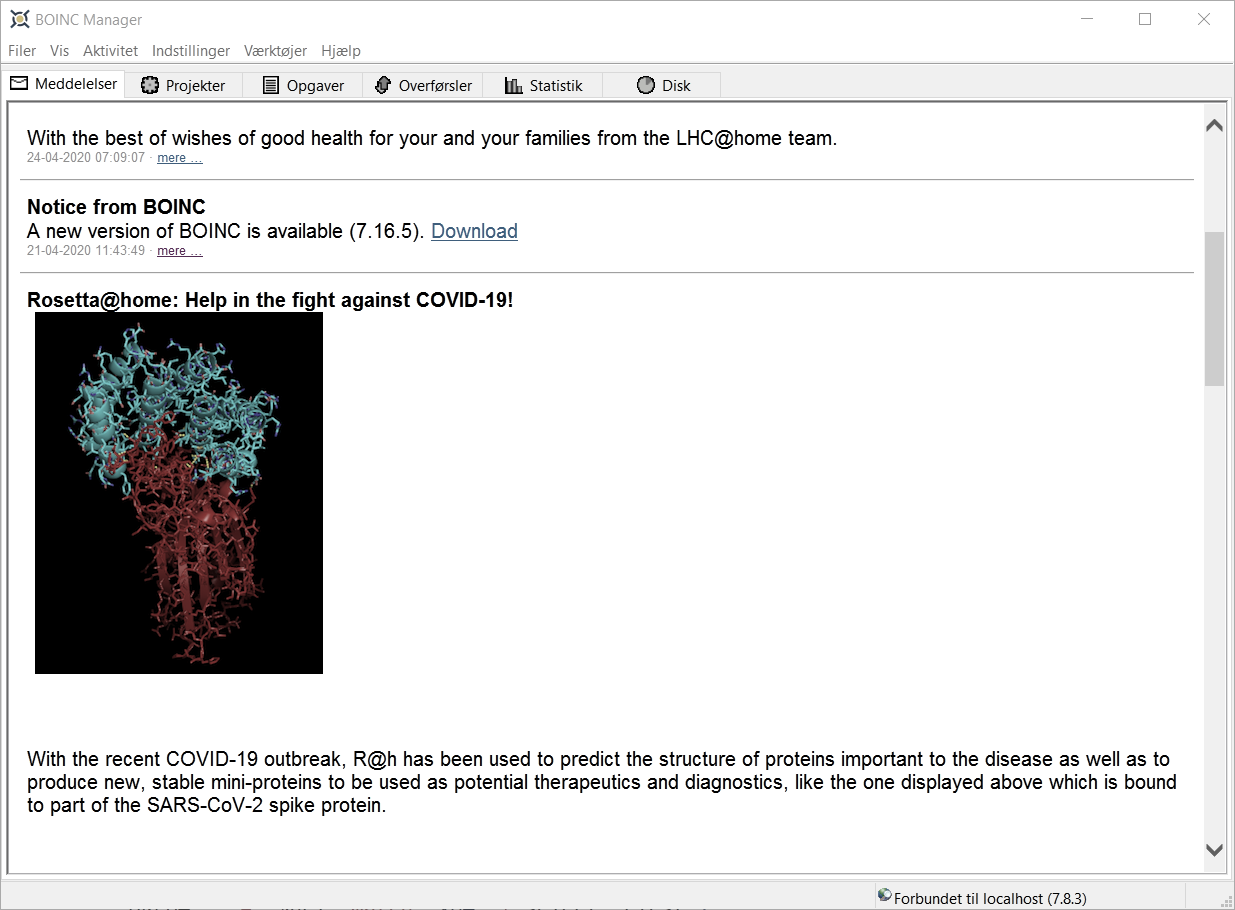 BOINC Manager
Filer Vis Aktivitet Indstillinger Værktøjer Hjælp
Meddelelser Projekter Opgaver Overførsler Statistik Disk
With the best of wishes of good health for your and your families from the LHC@home team.
24-04-2020 07:09:07 · mere ...
Notice from BOINC
A new version of BOINC is available (7.16.5). Download
21-04-2020 11:43:49 · mere ...
Rosetta@home: Help in the fight against COVID-19!
With the recent COVID-19 outbreak, R@h has been used to predict the structure of proteins important to the disease as well as to
produce new, stable mini-proteins to be used as potential therapeutics and diagnostics, like the one displayed above which is bound
to part of the SARS-CoV-2 spike protein.
Forbundet til localhost (7.8.3)